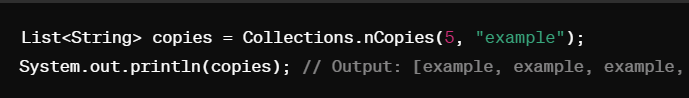 List<String> copies = Collections.nCopies(5, "example");
System.out.println(copies); // Output: [example, example, example,